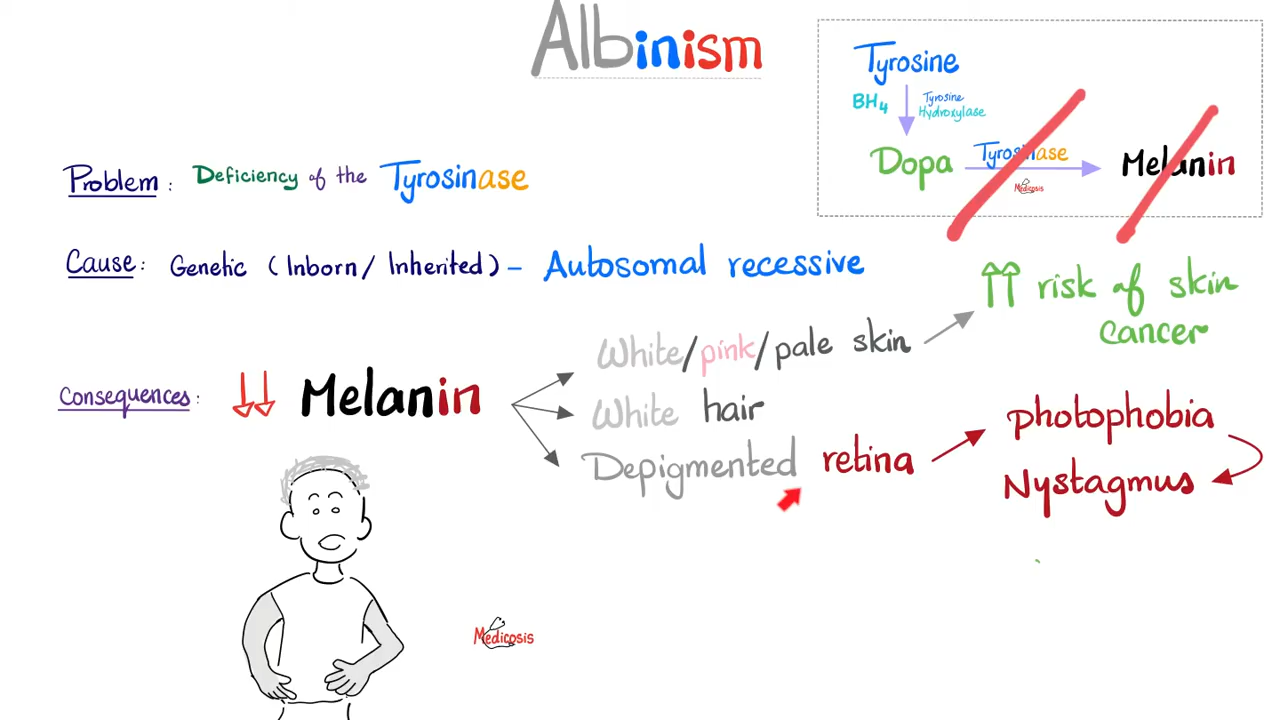 Albinism
Tyrosine
BH4
Tyrosine
Hydroxylase
Dopa
Tyrosinase
Medicosis
Melanin
Problem : Deficiency of the Tyrosinase
Cause : Genetic (Inborn/ Inherited) - Autosomal recessive
↑↑ risk of skin
cancer
Consequences : ↓↓ Melanin
White/pink/pale skin
White hair
Depigmented retina
photophobia
Nystagmus
Medicosis